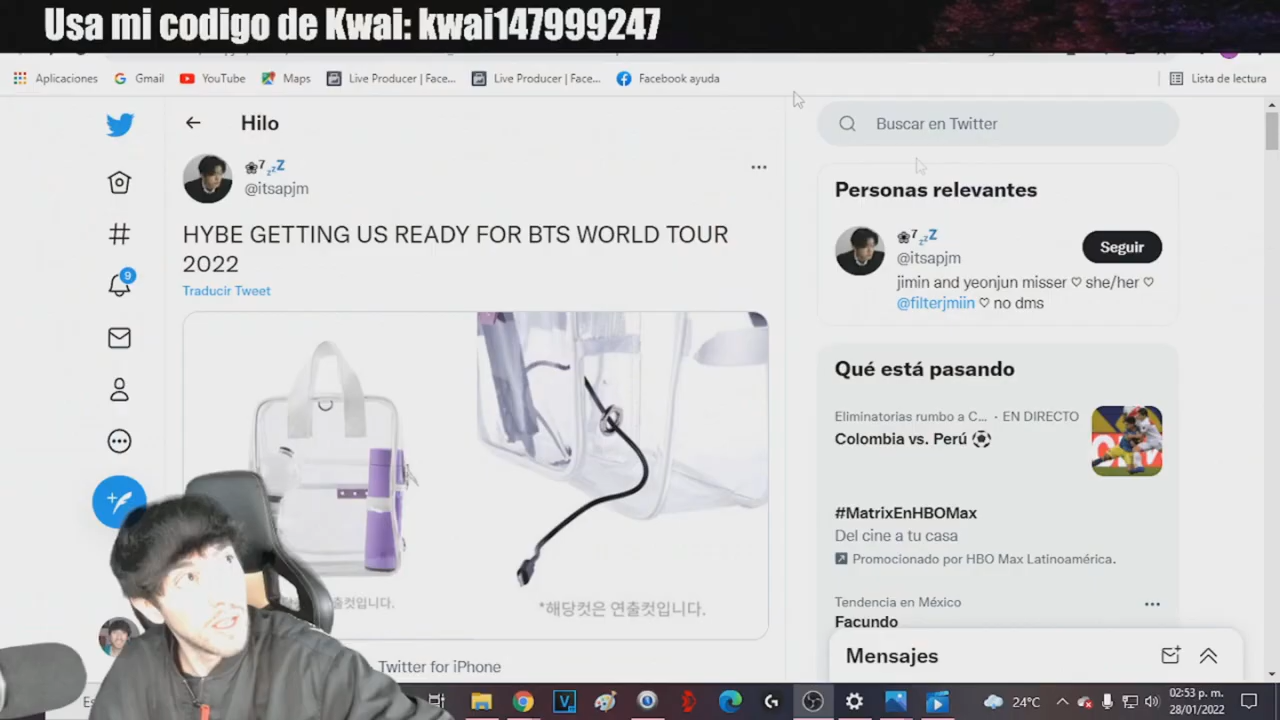 Usa mi codigo de Kwai: kwai147999247
Aplicaciones
Gmail
YouTube
Maps
Live Producer | Face...
Live Producer | Face...
Facebook ayuda
Lista de lectura
Hilo
Buscar en Twitter
❀⁷ 💤
@itsapjm
HYBE GETTING US READY FOR BTS WORLD TOUR
2022
Traducir Tweet
*해당컷은 연출컷입니다.
Twitter for iPhone
Personas relevantes
❀⁷ 💤
@itsapjm
Seguir
jimin and yeonjun misser ♡ she/her ♡
@filterjmiin ♡ no dms
Qué está pasando
Eliminatorias rumbo a C... · EN DIRECTO
Colombia vs. Perú ⚽
#MatrixEnHBOMax
Del cine a tu casa
Promocionado por HBO Max Latinoamérica.
Tendencia en México
Facundo
Mensajes
9
24°C
02:53 p. m.
28/01/2022